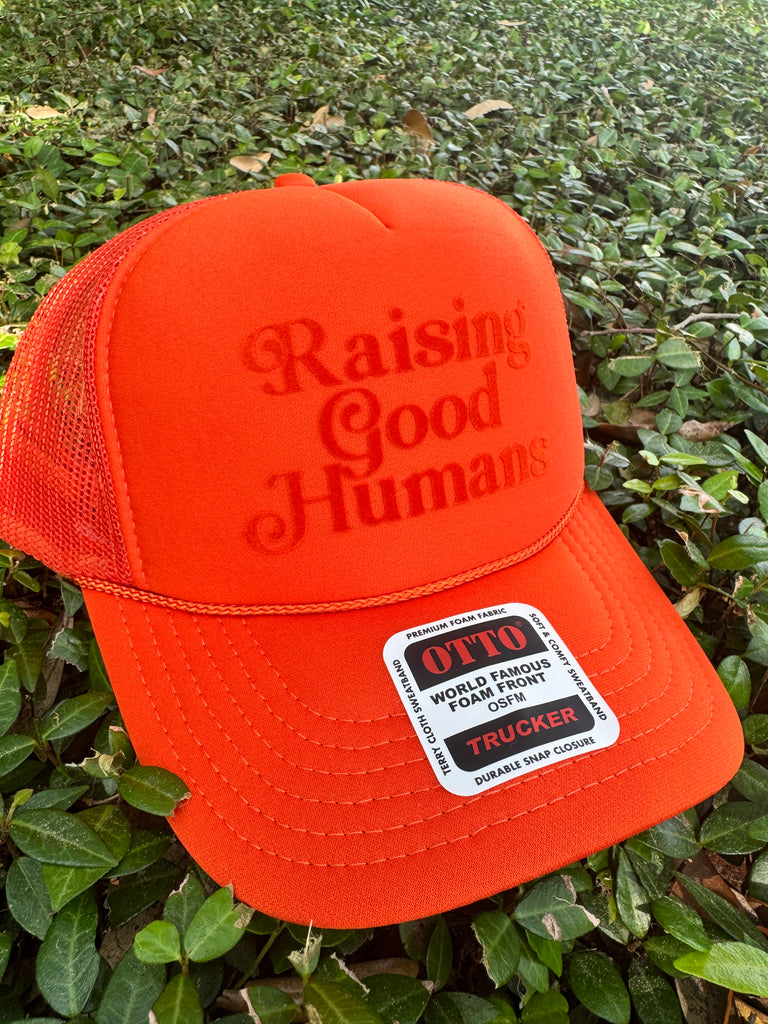 Raising
Good
Humans
PREMIUM FOAM FABRIC
SOFT & COMFY SWEATBAND
TERRY CLOTH SWEATBAND
OTTO®
WORLD FAMOUS
FOAM FRONT
OSFM
TRUCKER
DURABLE SNAP CLOSURE